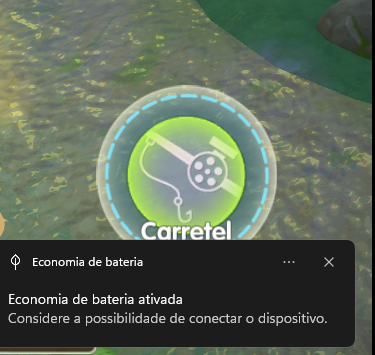 Carretel
Economia de bateria
Economia de bateria ativada
Considere a possibilidade de conectar o dispositivo.